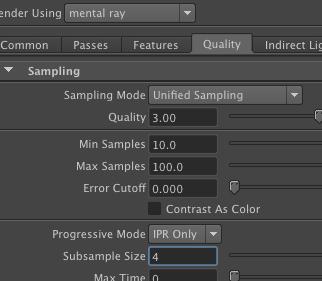 ender Using mental ray
Common Passes Features Quality Indirect Lig
Sampling
Sampling Mode Unified Sampling
Quality 3.00
Min Samples 10.0
Max Samples 100.0
Error Cutoff 0.000
Contrast As Color
Progressive Mode IPR Only
Subsample Size 4
Max Time 0